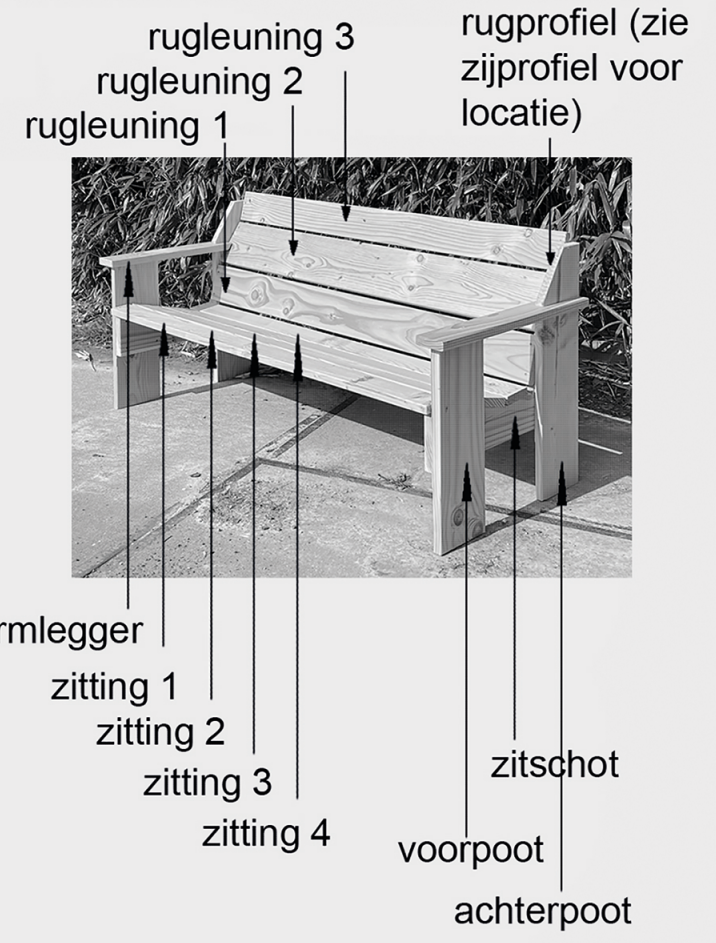 rugleuning 3
rugleuning 2
rugleuning 1
rugprofiel (zie
zijprofiel voor
locatie)
rmlegger
zitting 1
zitting 2
zitting 3
zitting 4
zitschot
voorpoot
achterpoot